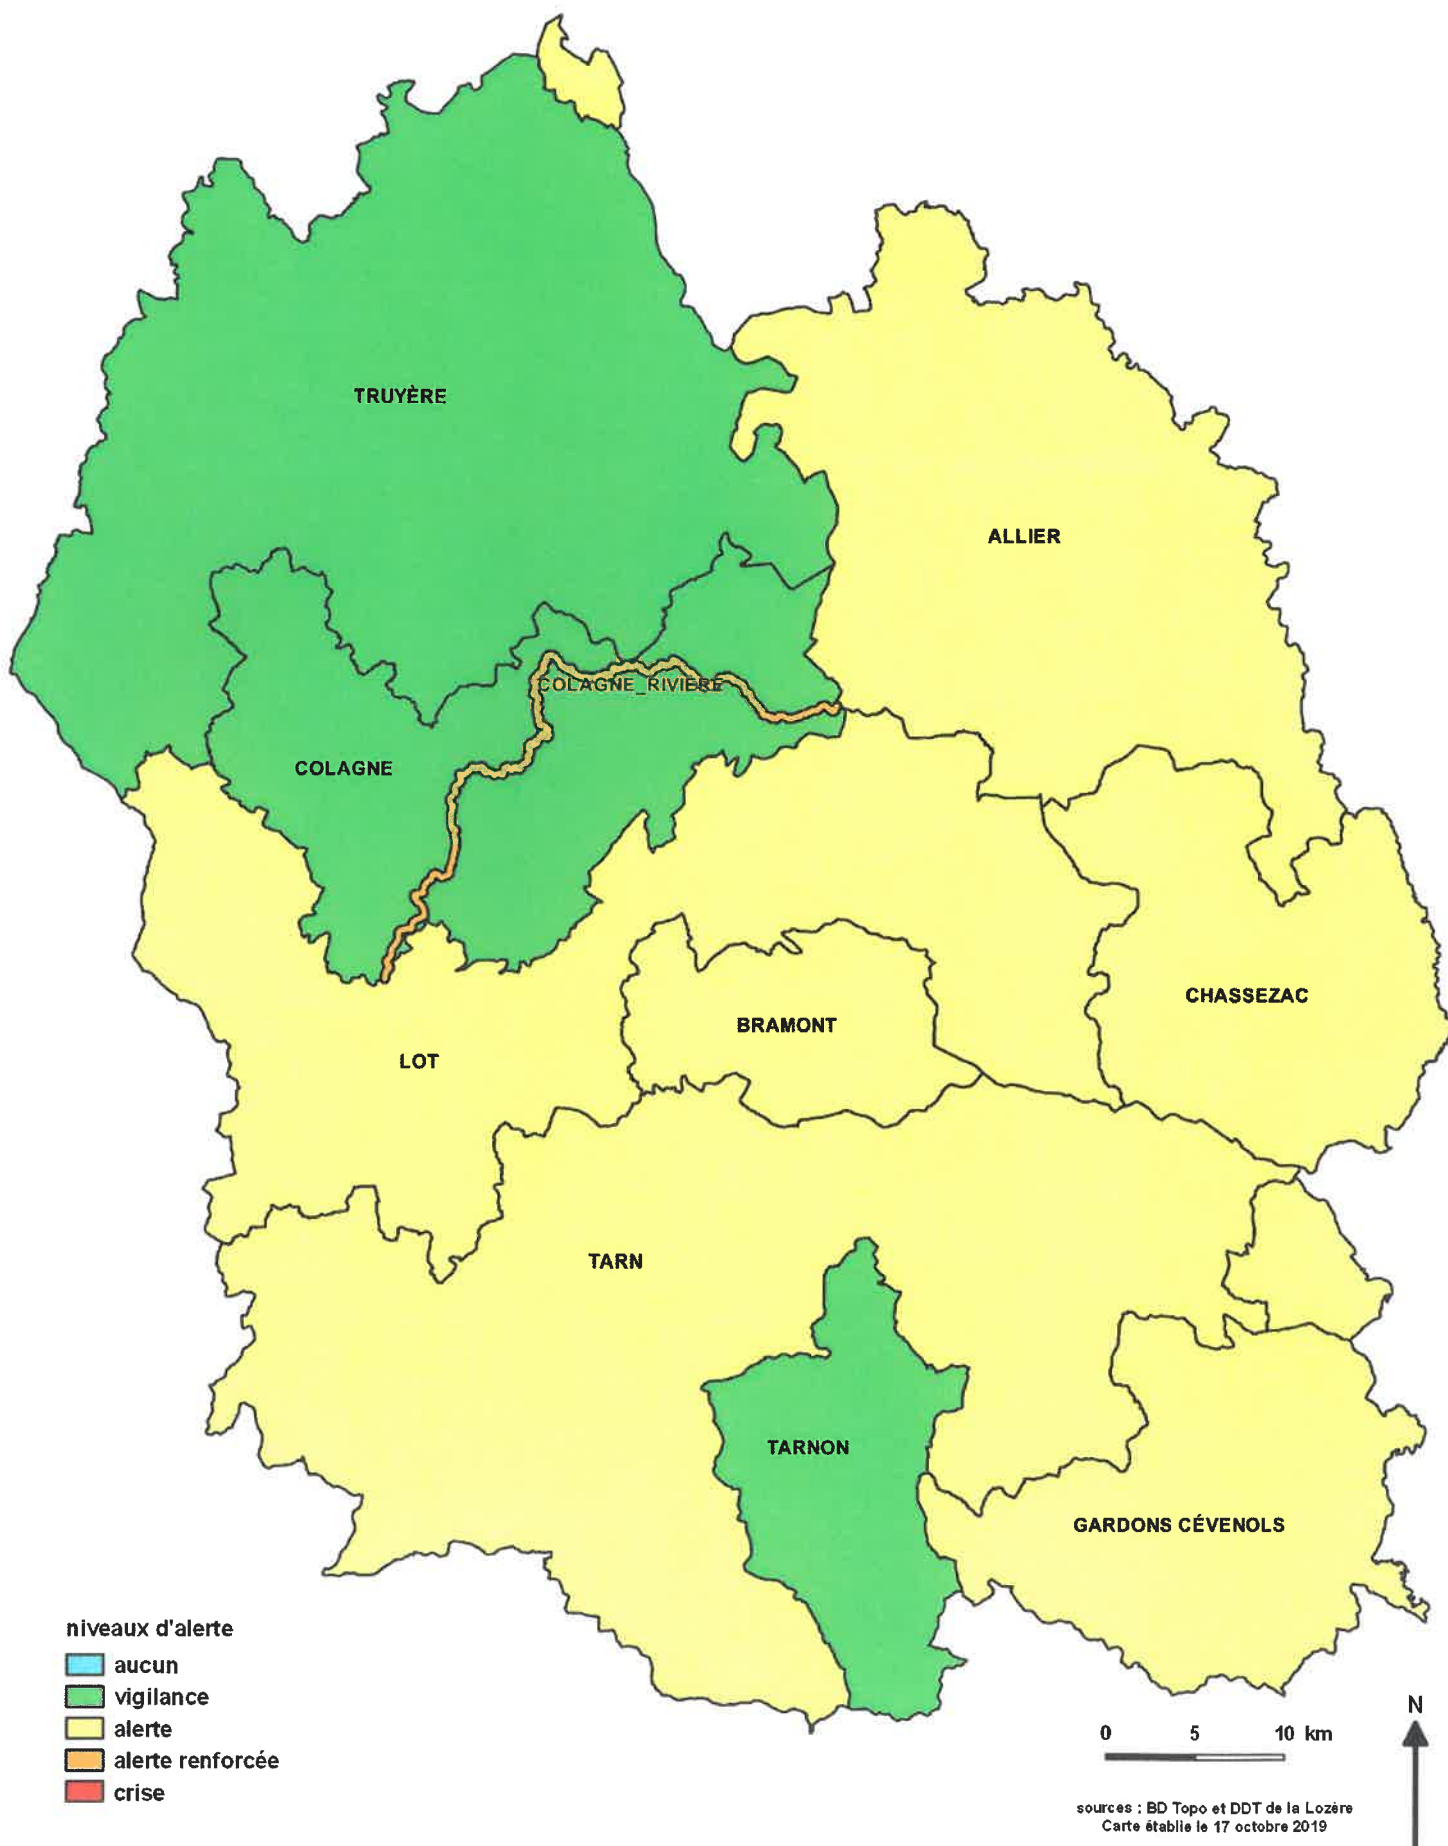 TRUYÈRE
ALLIER
COLAGNE_RIVIERE
COLAGNE
CHASSEZAC
BRAMONT
LOT
TARN
TARNON
GARDONS CÉVENOLS
niveaux d'alerte
aucun
vigilance
alerte
alerte renforcée
crise
N
0 5 10 km
sources : BD Topo et DDT de la Lozère
Carte établie le 17 octobre 2019